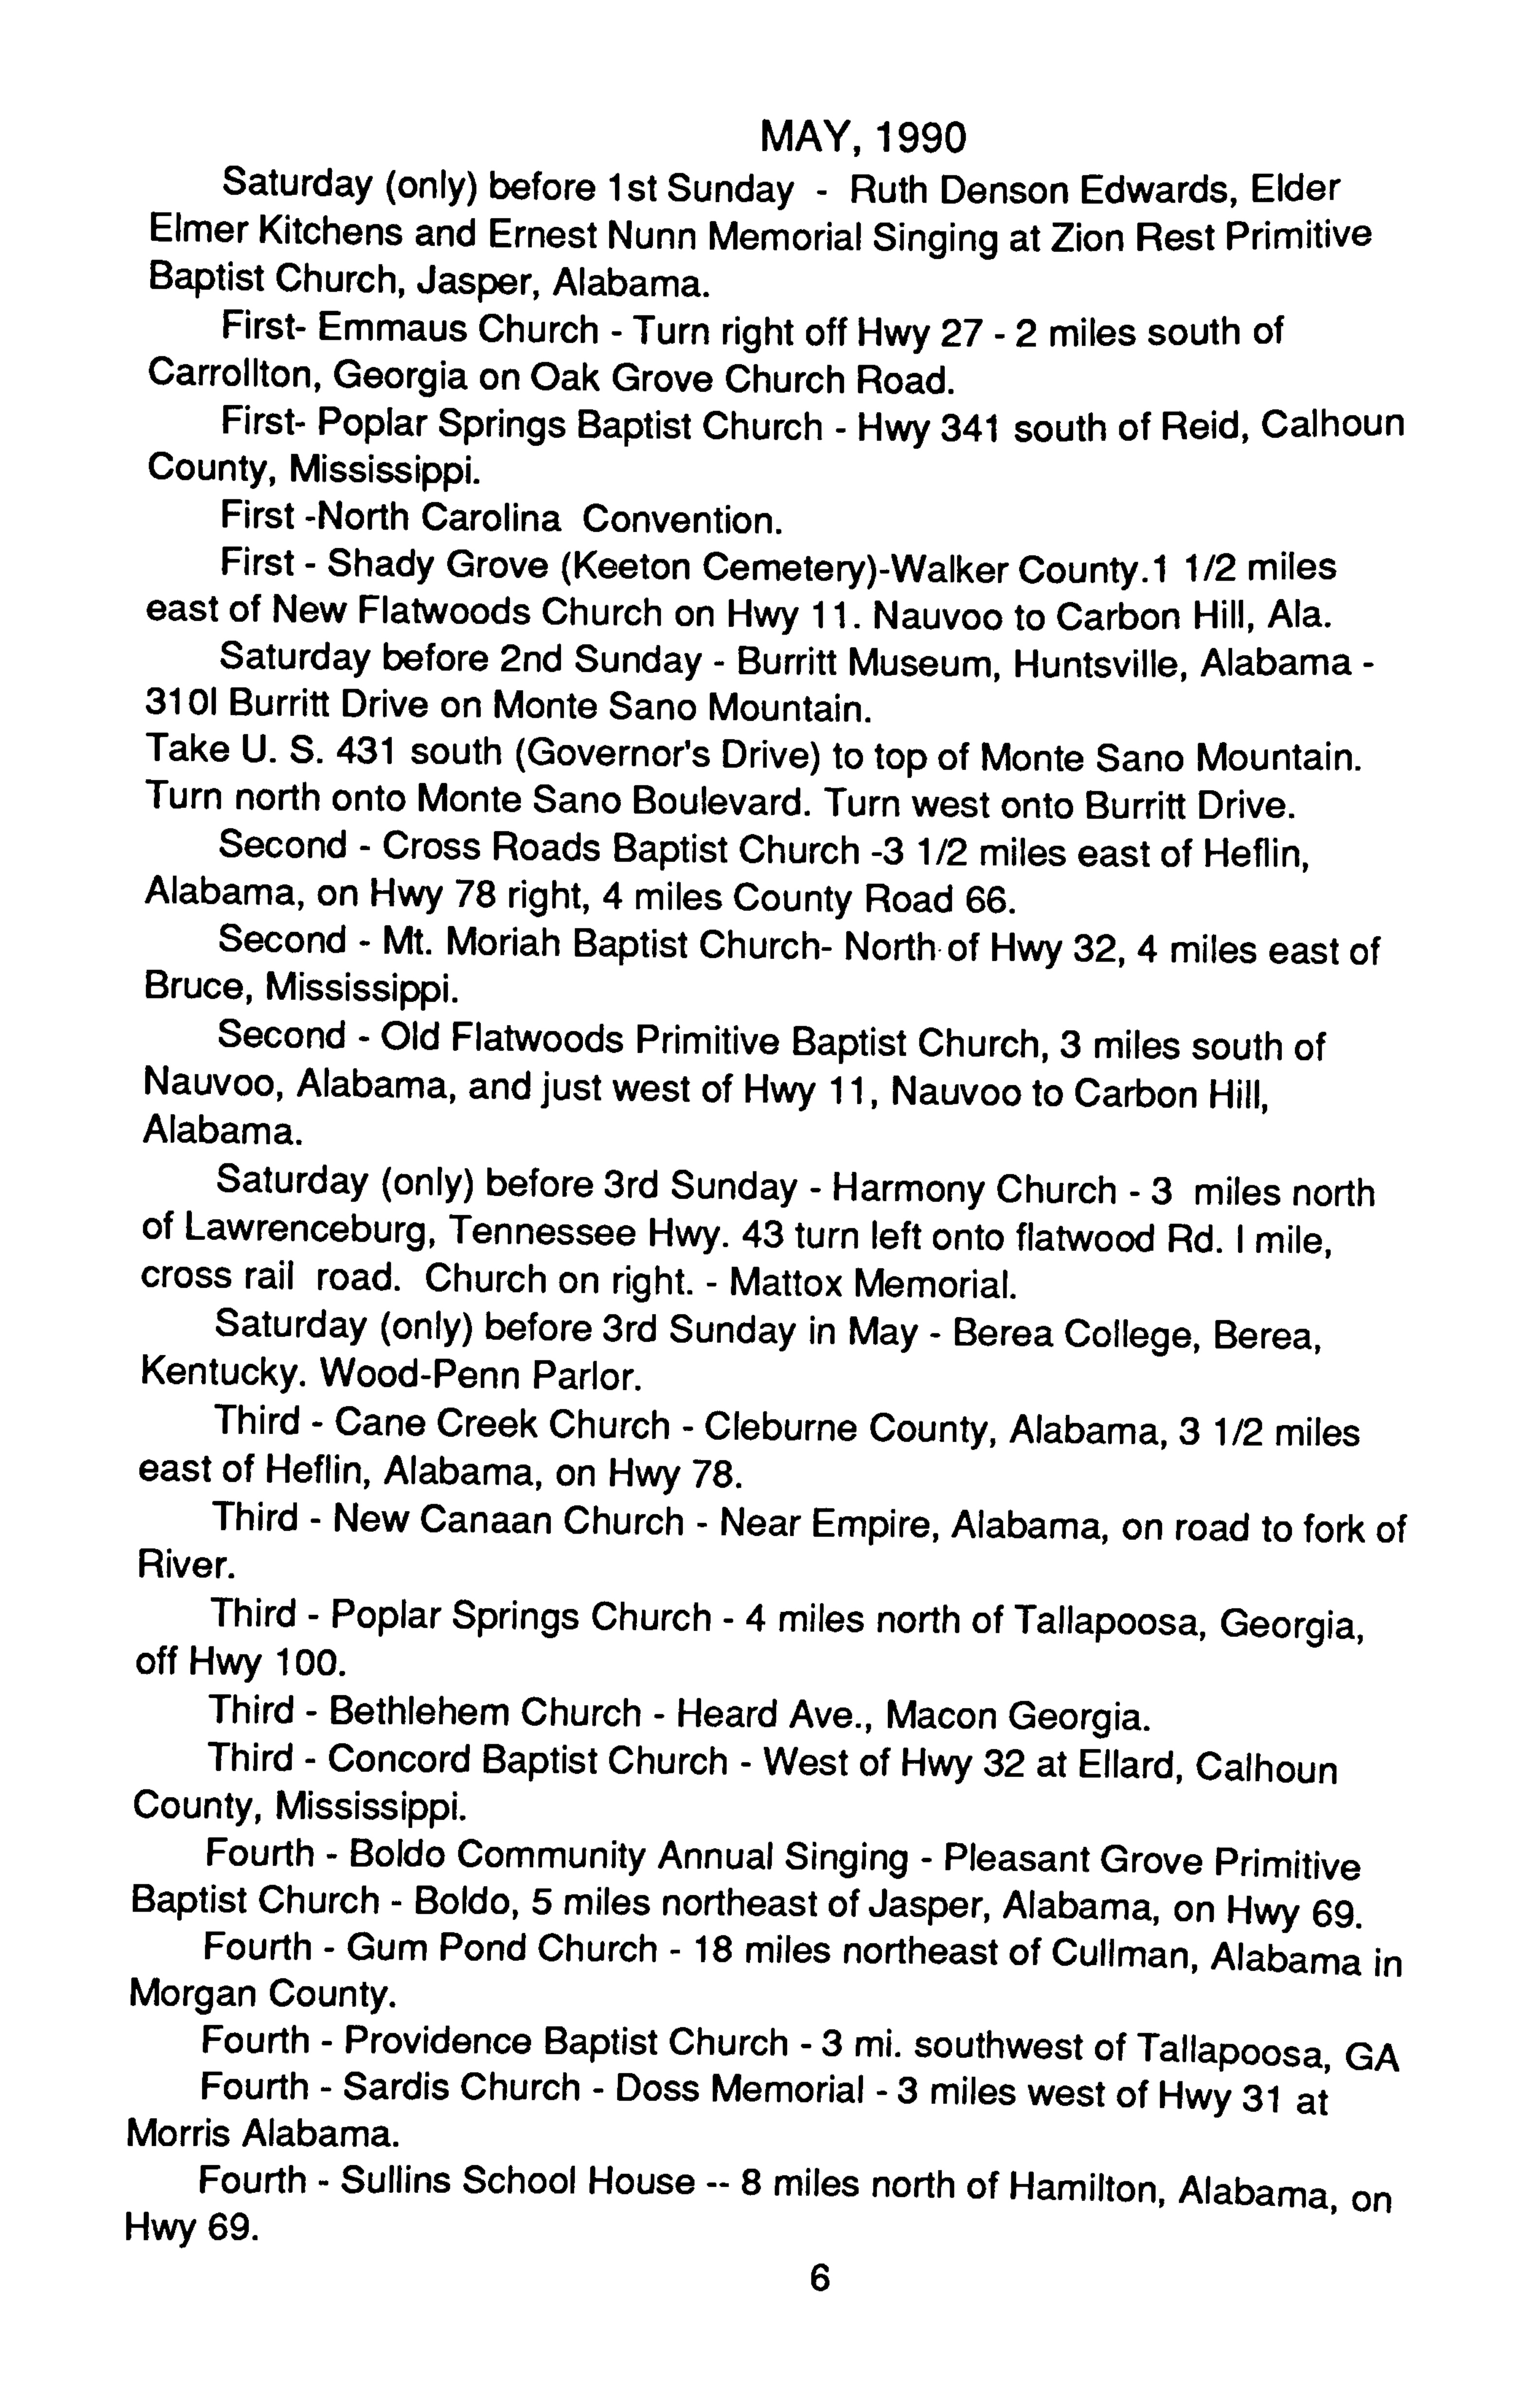 MAY, 1990
Saturday (only) before 1st Sunday - Ruth Denson Edwards, Elder
Elmer Kitchens and Ernest Nunn Memorial Singing at Zion Rest Primitive
Baptist Church, Jasper, Alabama.
First- Emmaus Church - Turn right off Hwy 27 - 2 miles south of
Carrollton, Georgia on Oak Grove Church Road.
First- Poplar Springs Baptist Church - Hwy 341 south of Reid, Calhoun
County, Mississippi.
First -North Carolina Convention.
First - Shady Grove (Keeton Cemetery)-Walker County.1 1/2 miles
east of New Flatwoods Church on Hwy 11. Nauvoo to Carbon Hill, Ala.
Saturday before 2nd Sunday - Burritt Museum, Huntsville, Alabama -
310l Burritt Drive on Monte Sano Mountain.
Take U. S. 431 south (Governor's Drive) to top of Monte Sano Mountain.
Turn north onto Monte Sano Boulevard. Turn west onto Burritt Drive.
Second - Cross Roads Baptist Church -3 1/2 miles east of Heflin,
Alabama, on Hwy 78 right, 4 miles County Road 66.
Second - Mt. Moriah Baptist Church- North of Hwy 32, 4 miles east of
Bruce, Mississippi.
Second - Old Flatwoods Primitive Baptist Church, 3 miles south of
Nauvoo, Alabama, and just west of Hwy 11, Nauvoo to Carbon Hill,
Alabama.
Saturday (only) before 3rd Sunday - Harmony Church - 3 miles north
of Lawrenceburg, Tennessee Hwy. 43 turn left onto flatwood Rd. l mile,
cross rail road. Church on right. - Mattox Memorial.
Saturday (only) before 3rd Sunday in May - Berea College, Berea,
Kentucky. Wood-Penn Parlor.
Third - Cane Creek Church - Cleburne County, Alabama, 3 1/2 miles
east of Heflin, Alabama, on Hwy 78.
Third - New Canaan Church - Near Empire, Alabama, on road to fork of
River.
Third - Poplar Springs Church - 4 miles north of Tallapoosa, Georgia,
off Hwy 100.
Third - Bethlehem Church - Heard Ave., Macon Georgia.
Third - Concord Baptist Church - West of Hwy 32 at Ellard, Calhoun
County, Mississippi.
Fourth - Boldo Community Annual Singing - Pleasant Grove Primitive
Baptist Church - Boldo, 5 miles northeast of Jasper, Alabama, on Hwy 69.
Fourth - Gum Pond Church - 18 miles northeast of Cullman, Alabama in
Morgan County.
Fourth - Providence Baptist Church - 3 mi. southwest of Tallapoosa, GA
Fourth - Sardis Church - Doss Memorial - 3 miles west of Hwy 31 at
Morris Alabama.
Fourth - Sullins School House -- 8 miles north of Hamilton, Alabama, on
Hwy 69.
6